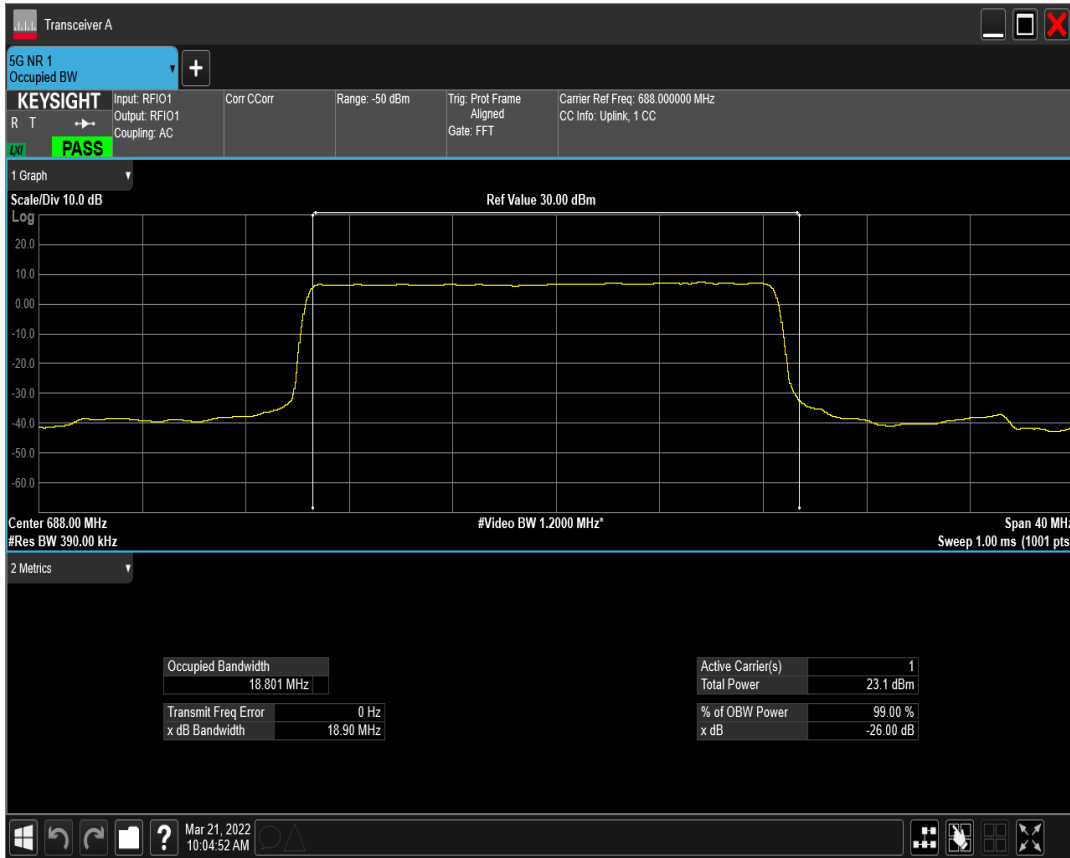 Transceiver A
5G NR 1
Occupied BW
KEYSIGHT
R T
LXI
PASS
Input: RFIO1
Output: RFIO1
Coupling: AC
Corr CCorr
Range: -50 dBm
Trig: Prot Frame
Aligned
Gate: FFT
Carrier Ref Freq: 688.000000 MHz
CC Info: Uplink, 1 CC
1 Graph
Scale/Div 10.0 dB
Ref Value 30.00 dBm
Log
20.0
10.0
0.00
-10.0
-20.0
-30.0
-40.0
-50.0
-60.0
Center 688.00 MHz
#Video BW 1.2000 MHz*
Span 40 MHz
#Res BW 390.00 kHz
Sweep 1.00 ms (1001 pts
2 Metrics
Occupied Bandwidth
18.801 MHz
Transmit Freq Error 0 Hz
x dB Bandwidth 18.90 MHz
Active Carrier(s) 1
Total Power 23.1 dBm
% of OBW Power 99.00 %
x dB -26.00 dB
?
Mar 21, 2022
10:04:52 AM